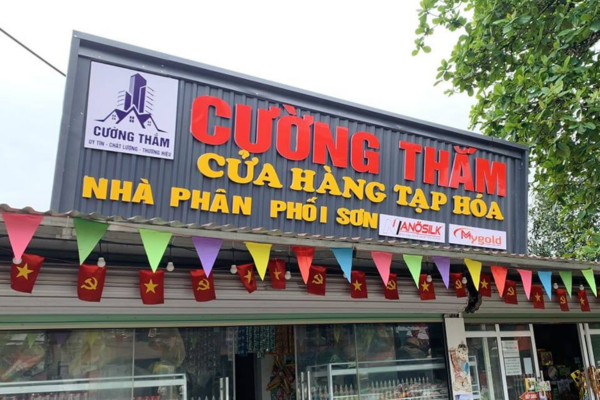 CƯỜNG THẮM
UY TÍN - CHẤT LƯỢNG - THƯƠNG HIỆU
CƯỜNG THẮM
CỬA HÀNG TẠP HÓA
NHÀ PHÂN PHỐI SƠN
NANOSILK
Mygold